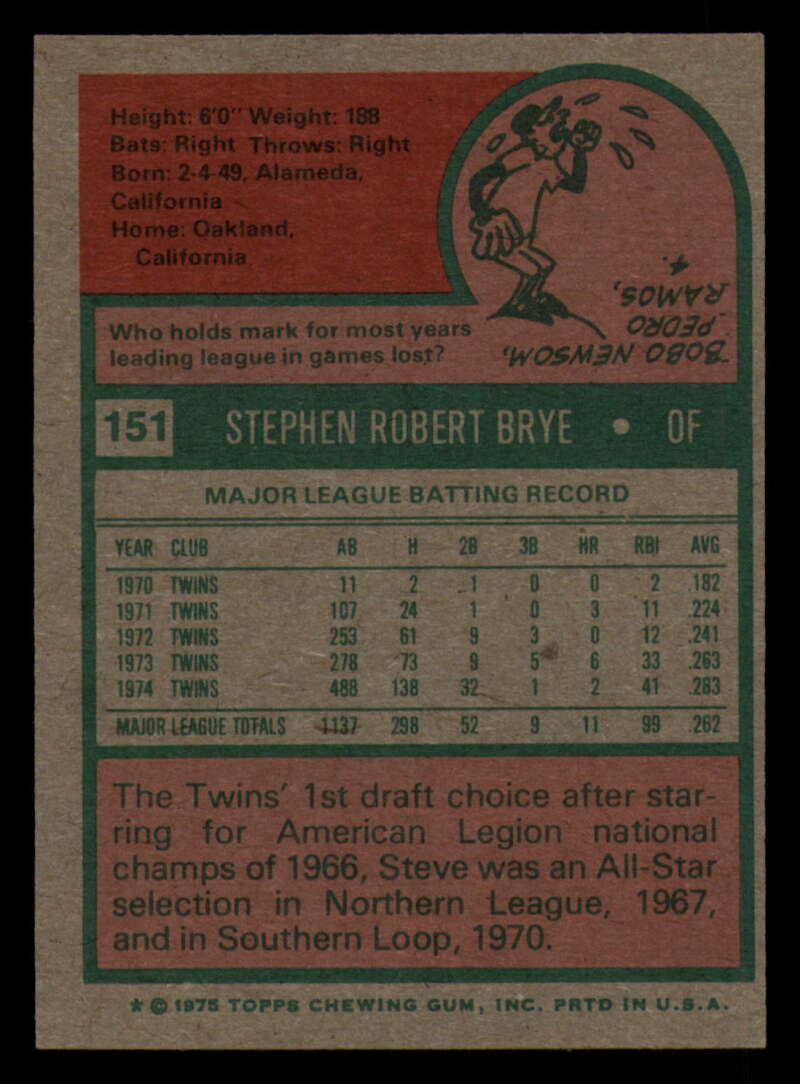 Height: 6'0" Weight: 188
Bats: Right Throws: Right
Born: 2-4-49, Alameda,
California
Home: Oakland,
California
Who holds mark for most years
leading league in games lost?
BOBO NEWSOM,
PEDRO
RAMOS,
4.
151 STEPHEN ROBERT BRYE • OF
MAJOR LEAGUE BATTING RECORD
YEAR CLUB AB H 2B 3B HR RBI AVG
1970 TWINS 11 2 1 0 0 2 .182
1971 TWINS 107 24 1 0 3 11 .224
1972 TWINS 253 61 9 3 0 12 .241
1973 TWINS 278 73 9 5 6 33 .263
1974 TWINS 488 138 32 1 2 41 .283
MAJOR LEAGUE TOTALS 1137 298 52 9 11 99 .262
The Twins' 1st draft choice after star-
ring for American Legion national
champs of 1966, Steve was an All-Star
selection in Northern League, 1967,
and in Southern Loop, 1970.
★ © 1975 TOPPS CHEWING GUM, INC. PRTD IN U.S.A.